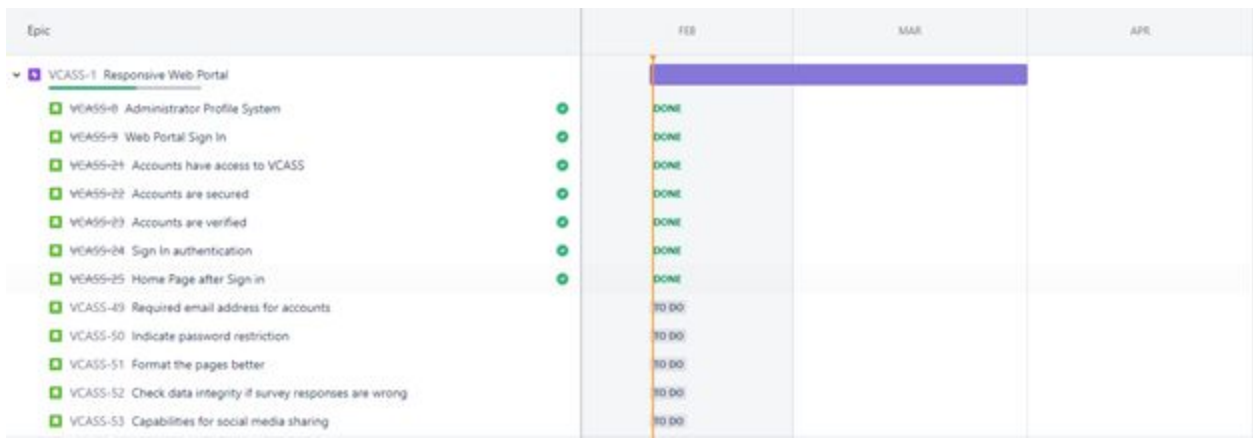 Epic FEB MAR APR
VCASS-1 Responsive Web Portal
VCASS-8 Administrator Profile System DONE
VCASS-9 Web Portal Sign In DONE
VCASS-21 Accounts have access to VCASS DONE
VCASS-22 Accounts are secured DONE
VCASS-23 Accounts are verified DONE
VCASS-24 Sign In authentication DONE
VCASS-25 Home Page after Sign in DONE
VCASS-49 Required email address for accounts TO DO
VCASS-50 Indicate password restriction TO DO
VCASS-51 Format the pages better TO DO
VCASS-52 Check data integrity if survey responses are wrong TO DO
VCASS-53 Capabilities for social media sharing TO DO